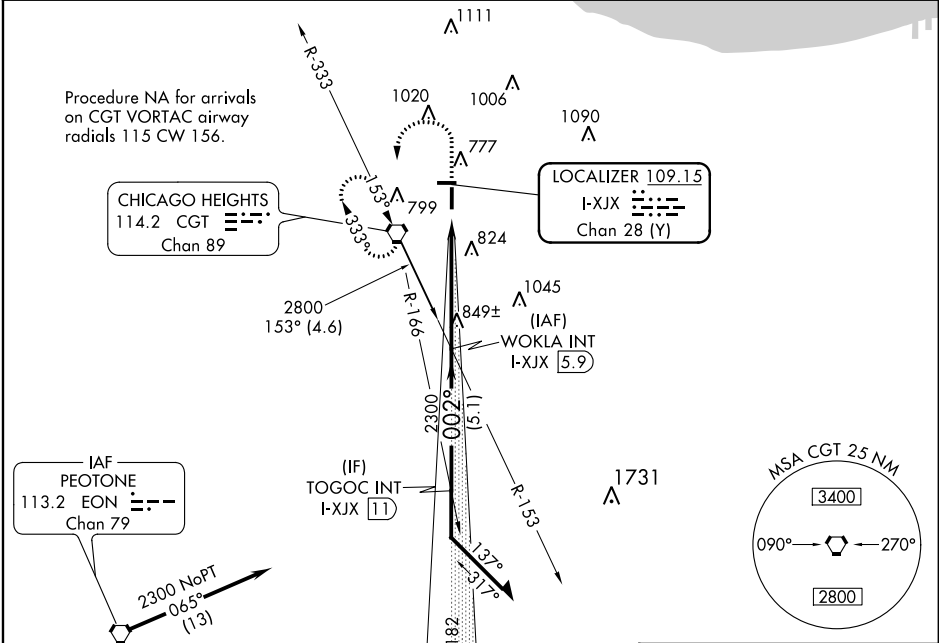 1111
R-333
Procedure NA for arrivals
on CGT VORTAC airway
radials 115 CW 156.
1020
1006
1090
777
LOCALIZER 109.15
I-XJX
Chan 28 (Y)
CHICAGO HEIGHTS
114.2 CGT
Chan 89
153°
333°
799
824
2800
153° (4.6)
R-166
1045
849±
(IAF)
WOKLA INT
I-XJX 5.9
2300
002°
(5.1)
IAF
PEOTONE
113.2 EON
Chan 79
(IF)
TOGOC INT
I-XJX 11
R-153
1731
MSA CGT 25 NM
3400
090°
270°
2800
137°
317°
2300 NoPT
065°
(13)
182